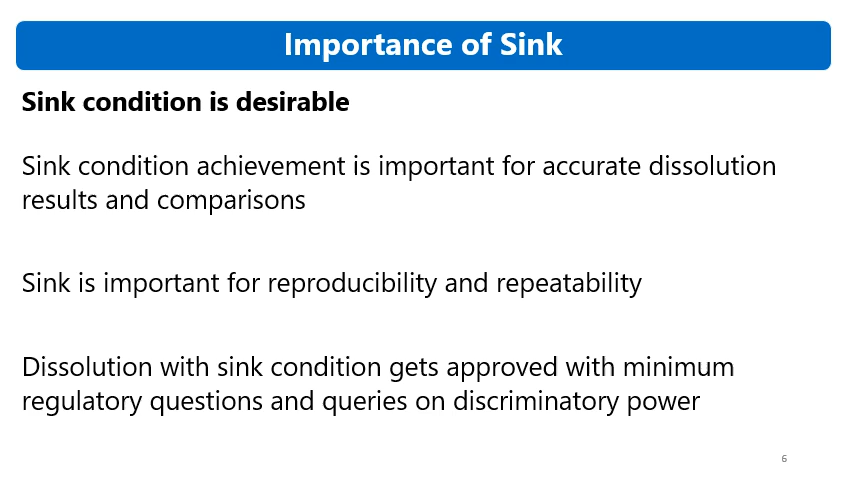 Importance of Sink
Sink condition is desirable
Sink condition achievement is important for accurate dissolution
results and comparisons
Sink is important for reproducibility and repeatability
Dissolution with sink condition gets approved with minimum
regulatory questions and queries on discriminatory power
6